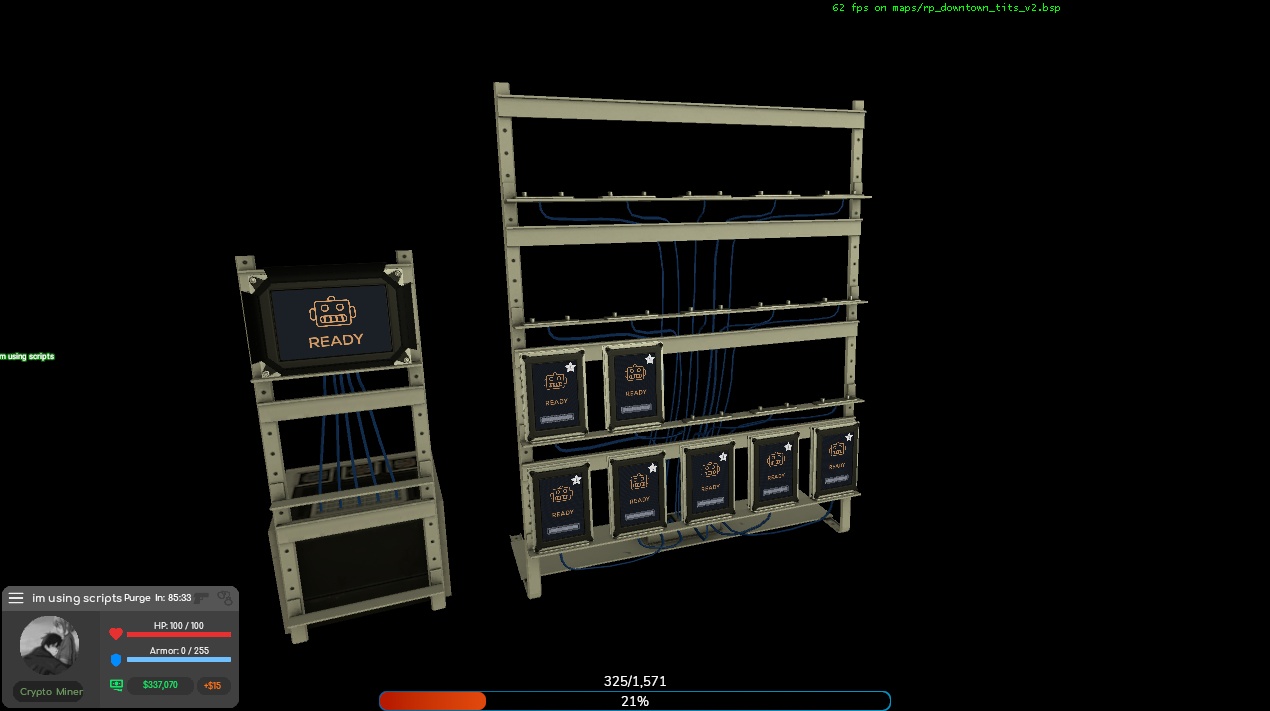 62 fps on maps/rp_downtown_tits_v2.bsp
READY
READY
READY
m using scripts
READY
READY
READY
READY
READY
im using scripts Purge In: 85:33
HP: 100 / 100
Armor: 0 / 255
$337,070
+$15
Crypto Miner
325/1,571
21%